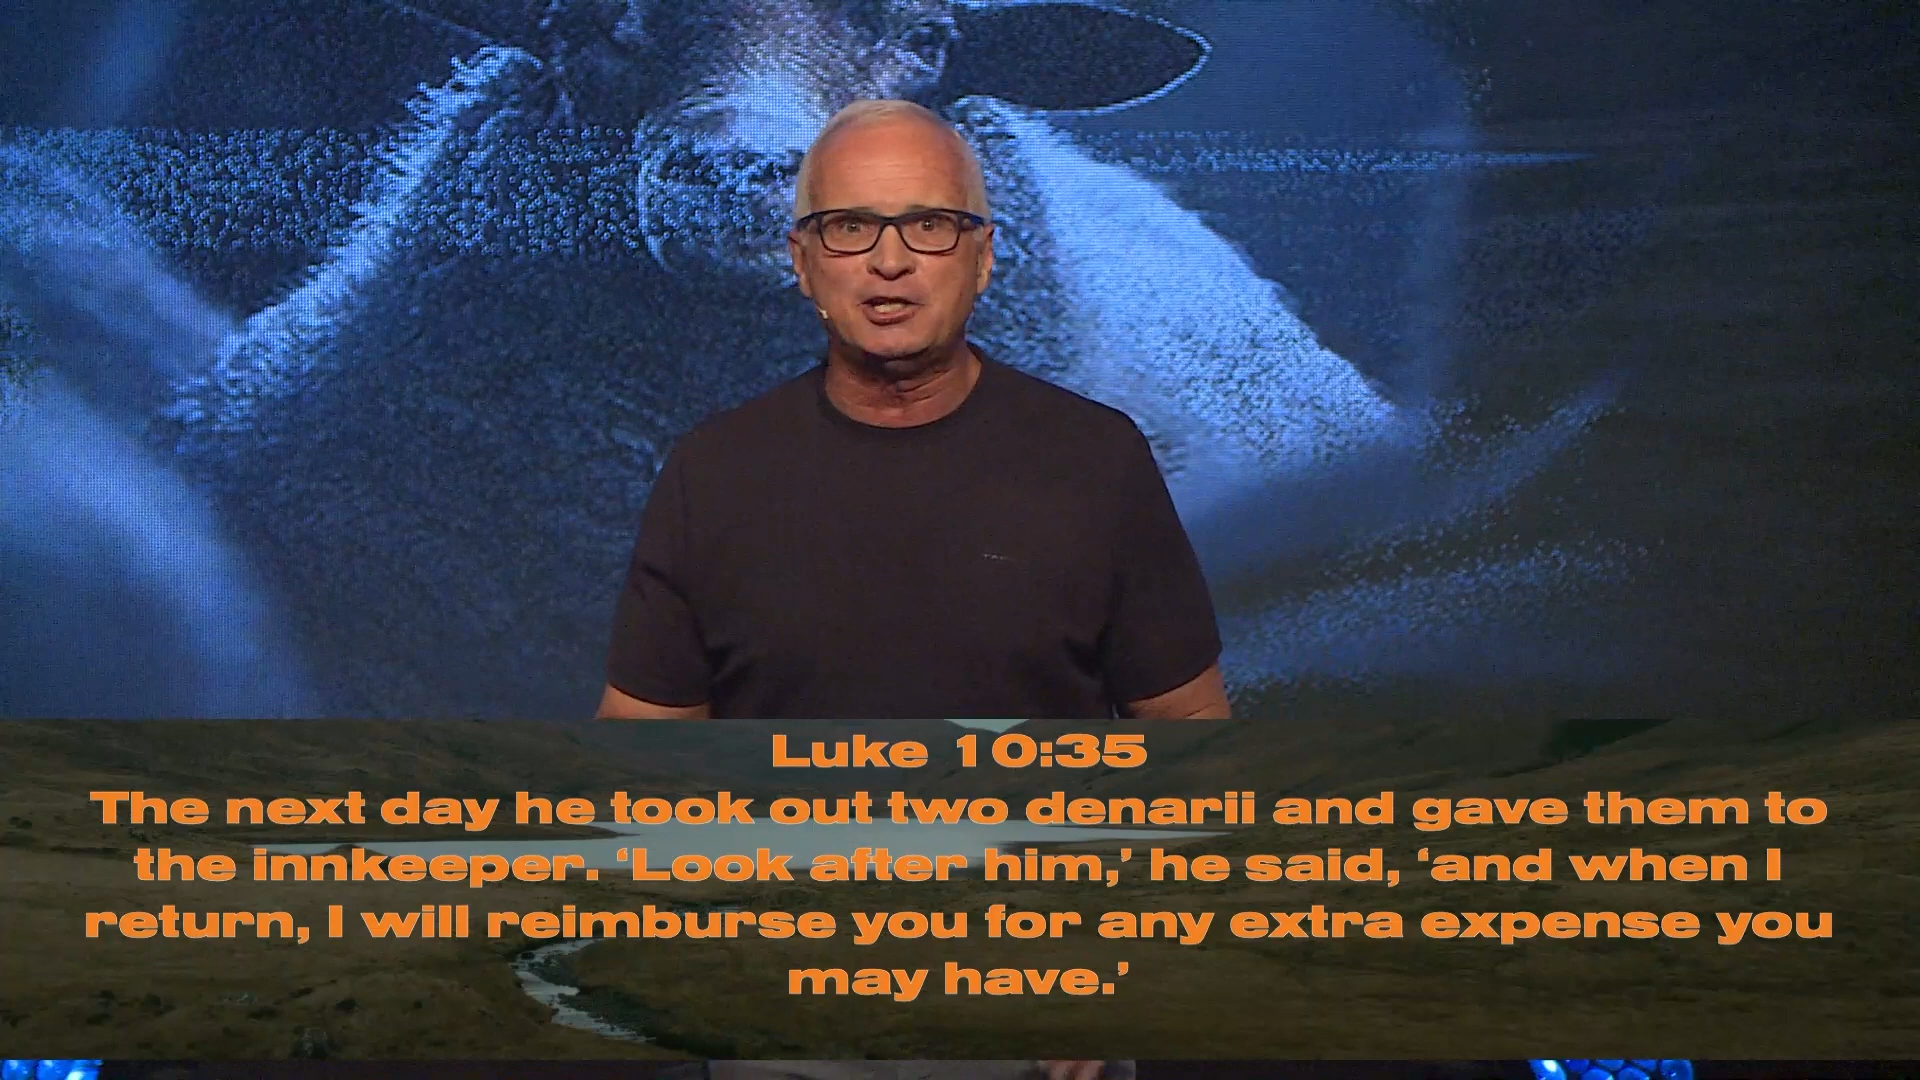 Luke 10:35
The next day he took out two denarii and gave them to
the innkeeper. ‘Look after him,’ he said, ‘and when I
return, I will reimburse you for any extra expense you
may have.’